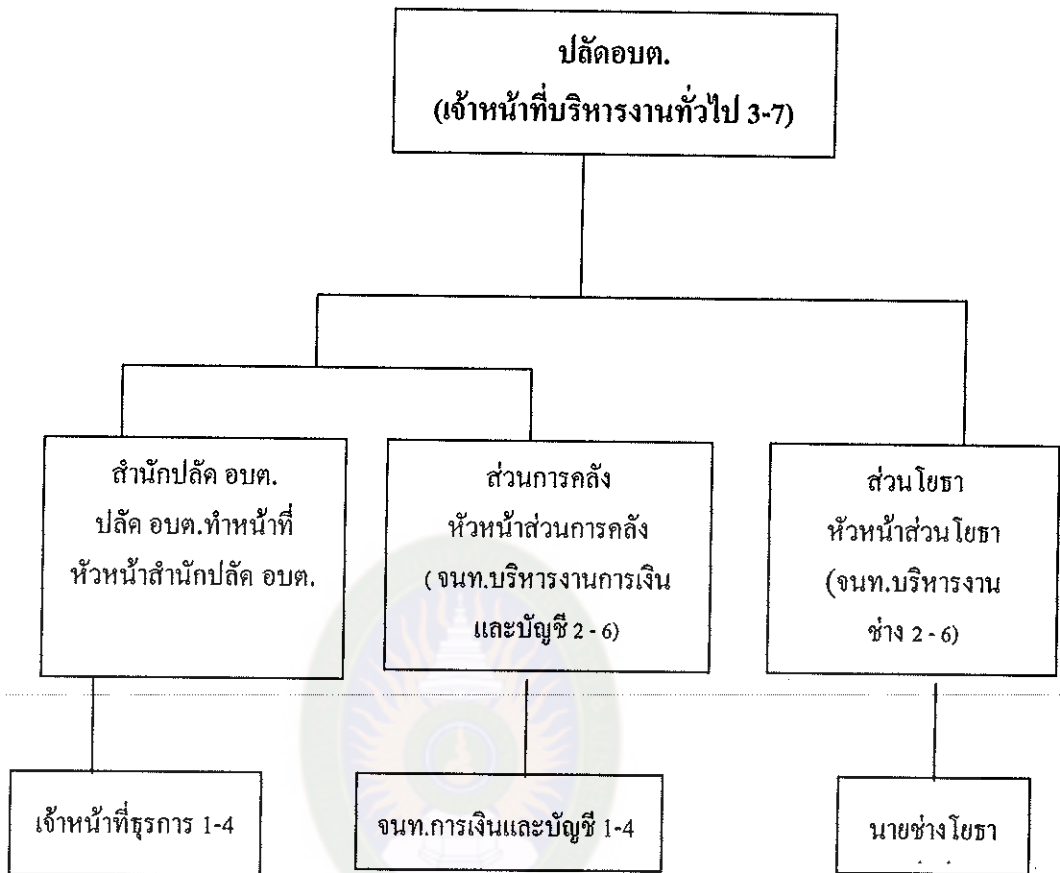 ปลัดอบต.
(เจ้าหน้าที่บริหารงานทั่วไป 3-7)
สำนักปลัด อบต.
ปลัด อบต.ทำหน้าที่
หัวหน้าสำนักปลัด อบต.
ส่วนการคลัง
หัวหน้าส่วนการคลัง
(จนท.บริหารงานการเงิน
และบัญชี 2 - 6)
ส่วนโยธา
หัวหน้าส่วนโยธา
(จนท.บริหารงาน
ช่าง 2 - 6)
เจ้าหน้าที่ธุรการ 1-4
จนท.การเงินและบัญชี 1-4
นายช่างโยธา